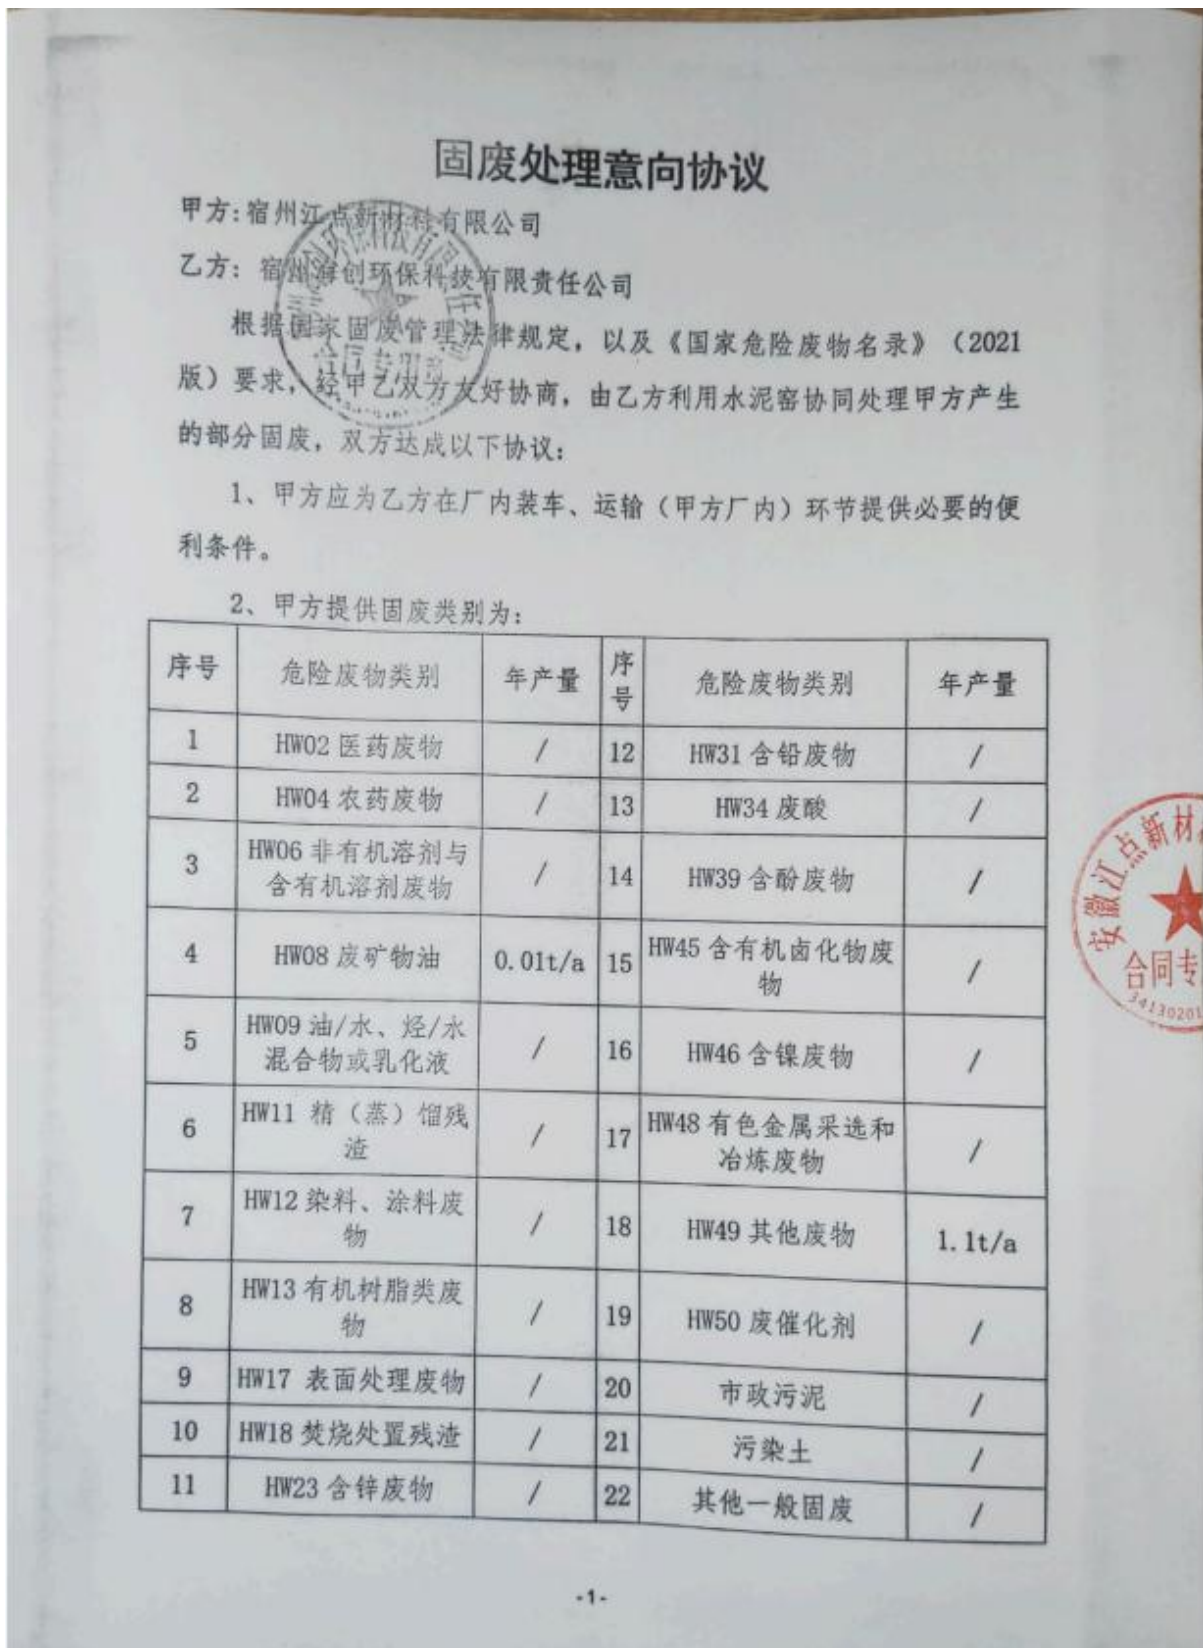 固废处理意向协议
甲方:宿州江点新材料有限公司
乙方：宿州海创环保科技有限责任公司
根据国家固废管理法律规定，以及《国家危险废物名录》（2021
版）要求，经甲乙双方友好协商，由乙方利用水泥窑协同处理甲方产生
的部分固废，双方达成以下协议：
1、甲方应为乙方在厂内装车、运输（甲方厂内）环节提供必要的便
利条件。
2、甲方提供固废类别为：
序号 危险废物类别 年产量 序号 危险废物类别 年产量
1 HW02 医药废物 / 12 HW31 含铅废物 /
2 HW04 农药废物 / 13 HW34 废酸 /
3 HW06 非有机溶剂与含有机溶剂废物 / 14 HW39 含酚废物 /
4 HW08 废矿物油 0.01t/a 15 HW45 含有机卤化物废物 /
5 HW09 油/水、烃/水混合物或乳化液 / 16 HW46 含镍废物 /
6 HW11 精（蒸）馏残渣 / 17 HW48 有色金属采选和冶炼废物 /
7 HW12 染料、涂料废物 / 18 HW49 其他废物 1.1t/a
8 HW13 有机树脂类废物 / 19 HW50 废催化剂 /
9 HW17 表面处理废物 / 20 市政污泥 /
10 HW18 焚烧处置残渣 / 21 污染土 /
11 HW23 含锌废物 / 22 其他一般固废 /
安徽江点新材
合同专
3413020
-1-